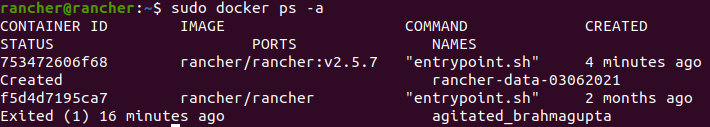 rancher@rancher:~$ sudo docker ps -a
CONTAINER ID IMAGE COMMAND CREATED
STATUS PORTS NAMES
753472606f68 rancher/rancher:v2.5.7 "entrypoint.sh" 4 minutes ago
Created rancher-data-03062021
f5d4d7195ca7 rancher/rancher "entrypoint.sh" 2 months ago
Exited (1) 16 minutes ago agitated_brahmagupta